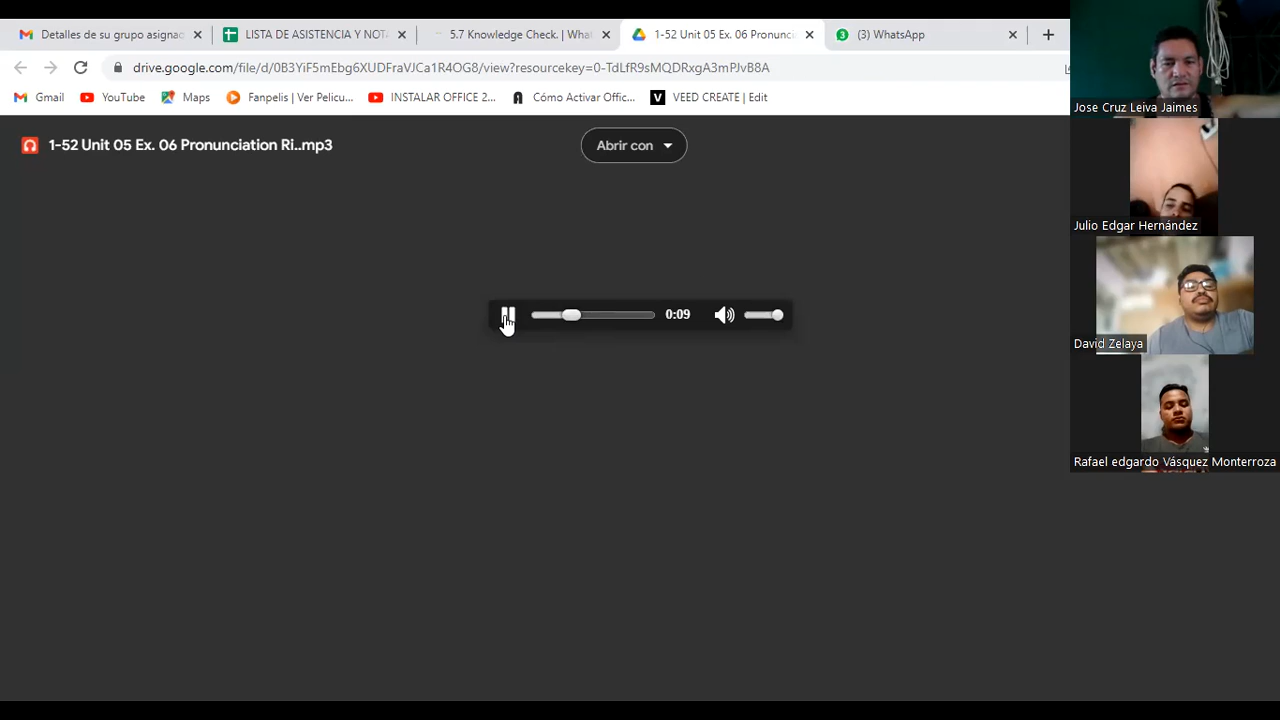 Detalles de su grupo asignac
LISTA DE ASISTENCIA Y NOT
5.7 Knowledge Check. | What
1-52 Unit 05 Ex. 06 Pronunci
(3) WhatsApp
drive.google.com/file/d/0B3YiF5mEbg6XUDFraVJCa1R4OG8/view?resourcekey=0-TdLfR9sMQDRxgA3mPJvB8A
Gmail
YouTube
Maps
Fanpelis | Ver Pelicu...
INSTALAR OFFICE 2...
Cómo Activar Offic...
VEED CREATE | Edit
1-52 Unit 05 Ex. 06 Pronunciation Ri..mp3
Abrir con
0:09
Jose Cruz Leiva Jaimes
Julio Edgar Hernández
David Zelaya
Rafael edgardo Vásquez Monterroza